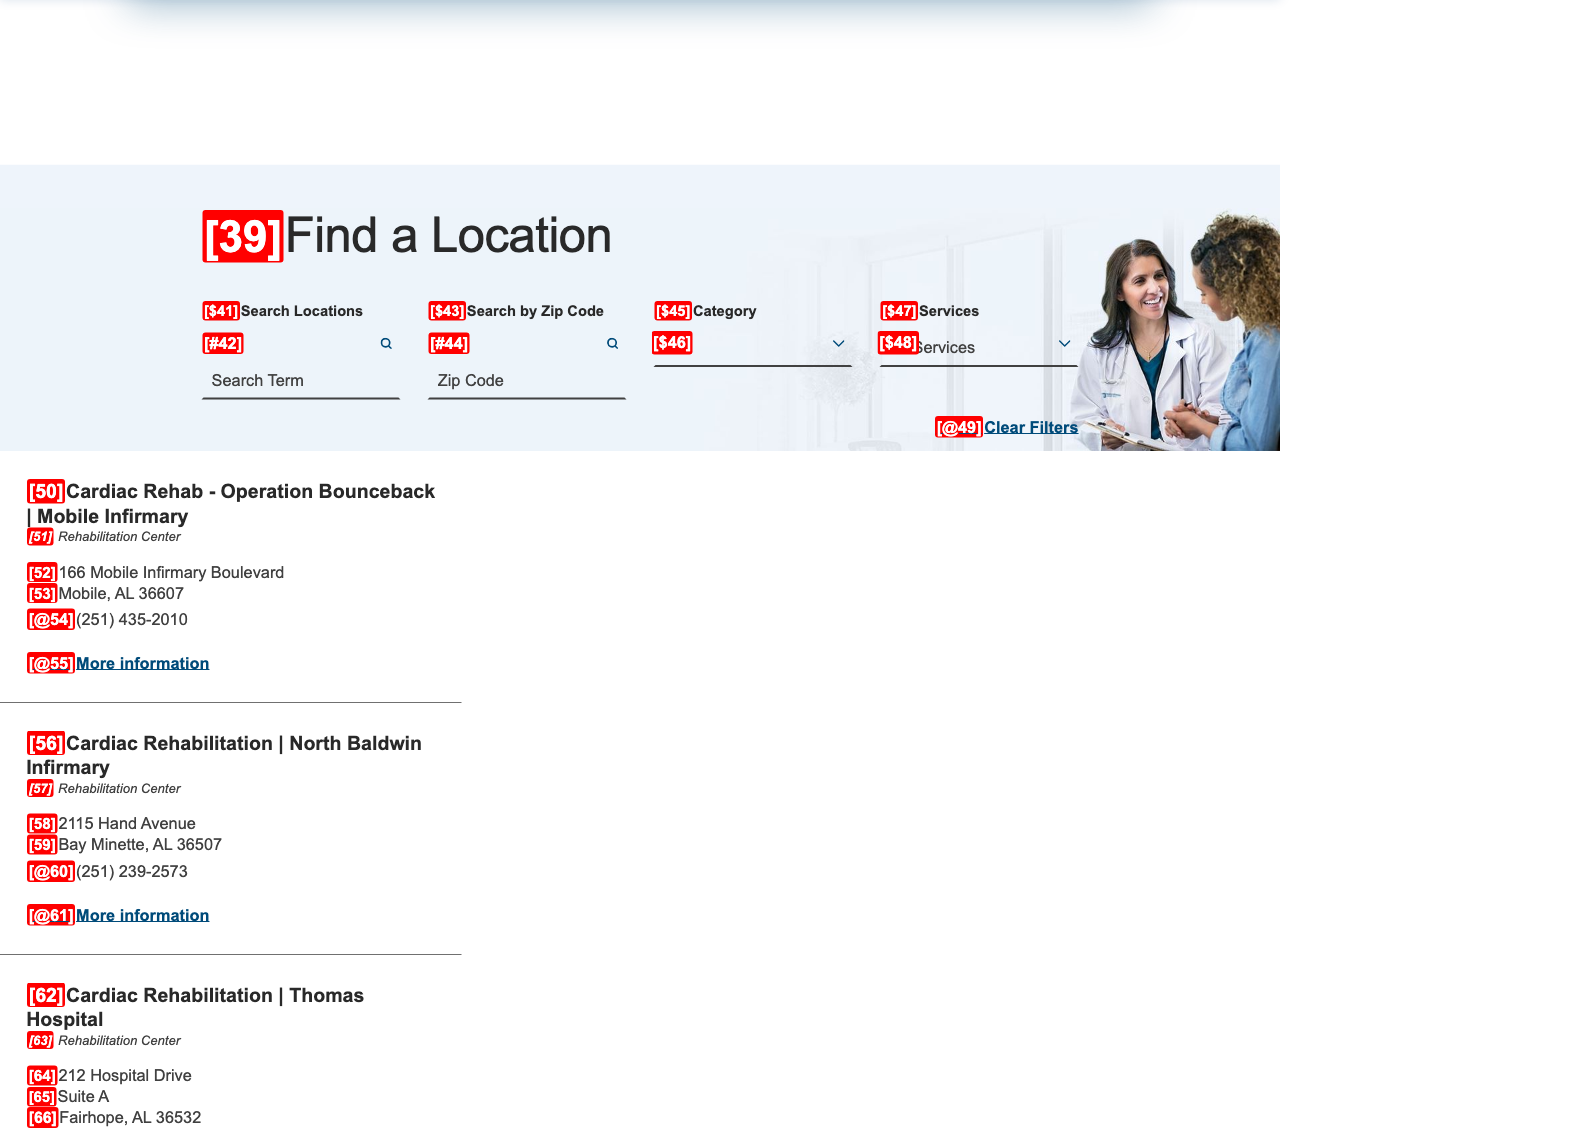 [39]Find a Location
[$41]Search Locations
[#42]
Search Term
[$43]Search by Zip Code
[#44]
Zip Code
[$45]Category
[$46]
[$47]Services
[$48]Services
[@49]Clear Filters
[50]Cardiac Rehab - Operation Bounceback
| Mobile Infirmary
[51] Rehabilitation Center
[52]166 Mobile Infirmary Boulevard
[53]Mobile, AL 36607
[@54](251) 435-2010
[@55]More information
[56]Cardiac Rehabilitation | North Baldwin
Infirmary
[57] Rehabilitation Center
[58]2115 Hand Avenue
[59]Bay Minette, AL 36507
[@60](251) 239-2573
[@61]More information
[62]Cardiac Rehabilitation | Thomas
Hospital
[63] Rehabilitation Center
[64]212 Hospital Drive
[65]Suite A
[66]Fairhope, AL 36532